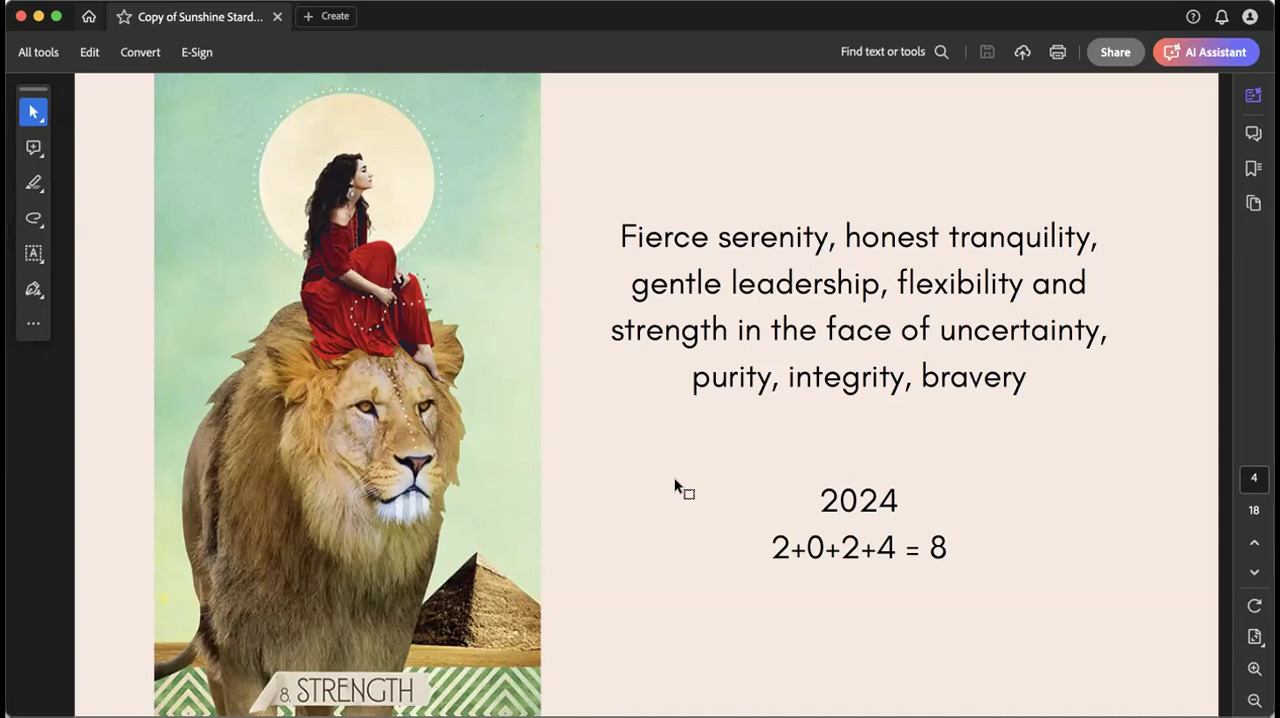 Copy of Sunshine Stard...
Create
All tools
Edit
Convert
E-Sign
Find text or tools
Share
AI Assistant
Fierce serenity, honest tranquility,
gentle leadership, flexibility and
strength in the face of uncertainty,
purity, integrity, bravery
2024
2+0+2+4 = 8
8. STRENGTH
4
18